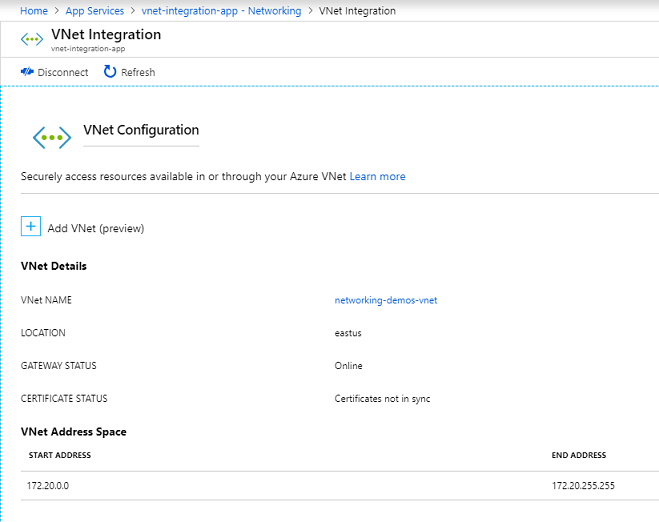 Home > App Services > vnet-integration-app - Networking > VNet Integration
VNet Integration
vnet-integration-app
Disconnect Refresh
VNet Configuration
Securely access resources available in or through your Azure VNet Learn more
Add VNet (preview)
VNet Details
VNet NAME networking-demos-vnet
LOCATION eastus
GATEWAY STATUS Online
CERTIFICATE STATUS Certificates not in sync
VNet Address Space
START ADDRESS END ADDRESS
172.20.0.0 172.20.255.255